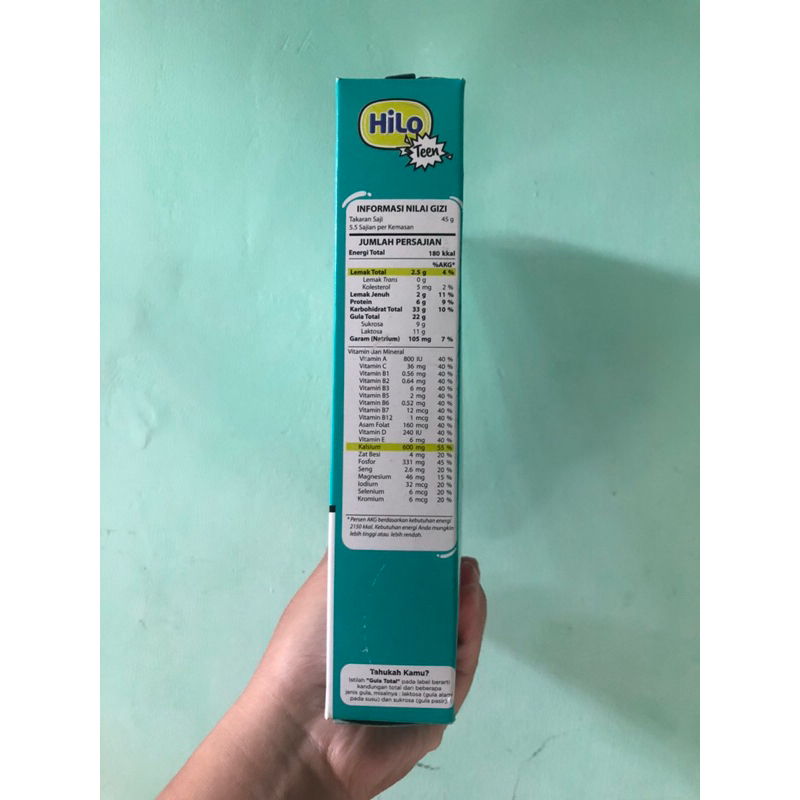 HiLo
Teen
INFORMASI NILAI GIZI
Takaran Saji 45 g
5.5 Sajian per Kemasan
JUMLAH PERSAJIAN
Energi Total 180 kkal
%AKG*
Lemak Total 2.5 g 4 %
Lemak Trans 0 g
Kolesterol 5 mg 2 %
Lemak Jenuh 2 g 11 %
Protein 6 g 9 %
Karbohidrat Total 33 g 10 %
Gula Total 22 g
Sukrosa 9 g
Laktosa 11 g
Garam (Natrium) 105 mg 7 %
Vitamin dan Mineral
Vitamin A 800 IU 40 %
Vitamin C 36 mg 40 %
Vitamin B1 0.56 mg 40 %
Vitamin B2 0.64 mg 40 %
Vitamin B3 6 mg 40 %
Vitamin B5 2 mg 40 %
Vitamin B6 0.52 mg 40 %
Vitamin B7 12 mcg 40 %
Vitamin B12 1 mcg 40 %
Asam Folat 160 mcg 40 %
Vitamin D 240 IU 40 %
Vitamin E 6 mg 40 %
Kalsium 600 mg 55 %
Zat Besi 4 mg 20 %
Fosfor 331 mg 45 %
Seng 2.6 mg 20 %
Magnesium 46 mg 15 %
Iodium 32 mcg 20 %
Selenium 6 mcg 20 %
Kromium 6 mcg 20 %
* Persen AKG berdasarkan kebutuhan energi
2150 kkal. Kebutuhan energi Anda mungkin
lebih tinggi atau lebih rendah.
Tahukah Kamu?
Istilah "Gula Total" pada label berarti
kandungan total dari beberapa
jenis gula, misalnya : laktosa (gula alami
pada susu) dan sukrosa (gula pasir).